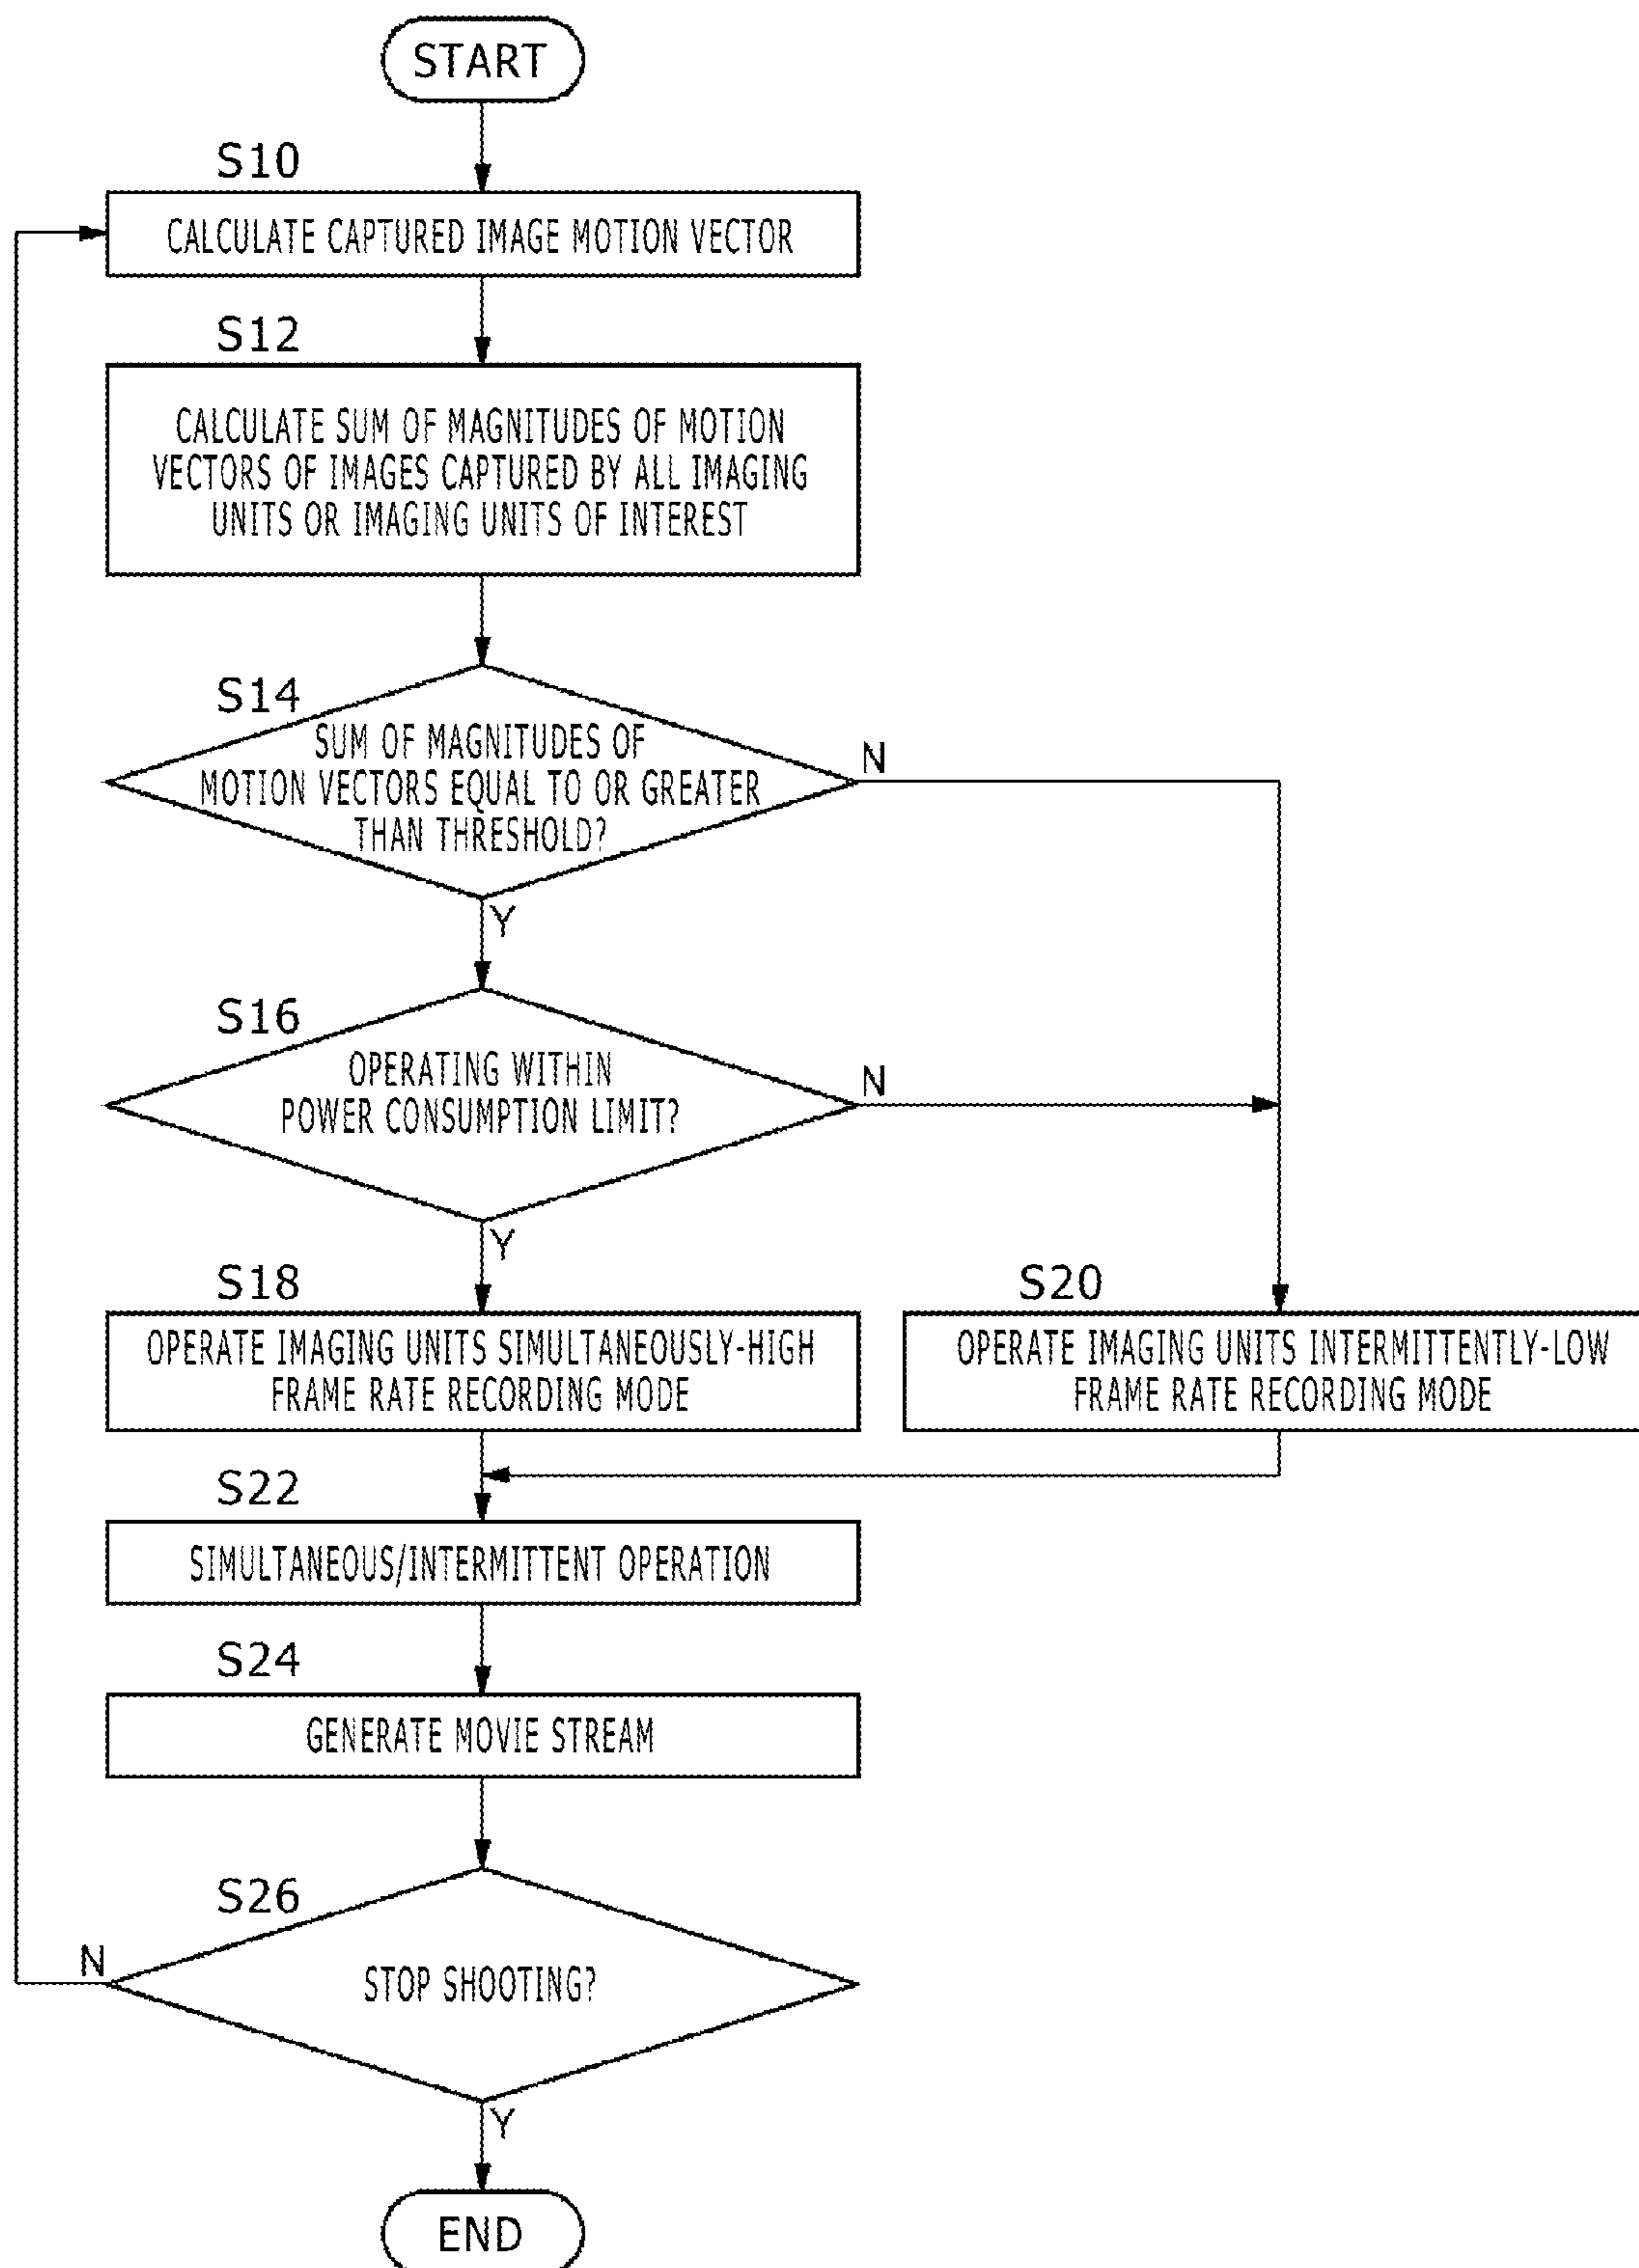 START
S10
CALCULATE CAPTURED IMAGE MOTION VECTOR
S12
CALCULATE SUM OF MAGNITUDES OF MOTION
VECTORS OF IMAGES CAPTURED BY ALL IMAGING
UNITS OR IMAGING UNITS OF INTEREST
S14
SUM OF MAGNITUDES OF
MOTION VECTORS EQUAL TO OR GREATER
THAN THRESHOLD?
N
Y
S16
OPERATING WITHIN
POWER CONSUMPTION LIMIT?
N
Y
S18
OPERATE IMAGING UNITS SIMULTANEOUSLY-HIGH
FRAME RATE RECORDING MODE
S20
OPERATE IMAGING UNITS INTERMITTENTLY-LOW
FRAME RATE RECORDING MODE
S22
SIMULTANEOUS/INTERMITTENT OPERATION
S24
GENERATE MOVIE STREAM
S26
N
STOP SHOOTING?
Y
END